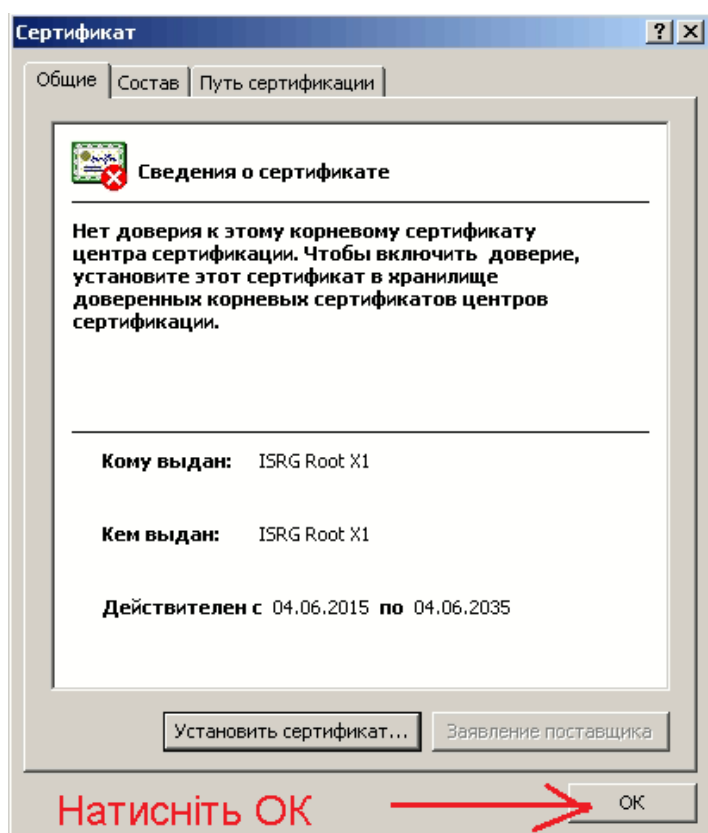 Сертификат
Общие Состав Путь сертификации
Сведения о сертификате
Нет доверия к этому корневому сертификату
центра сертификации. Чтобы включить доверие,
установите этот сертификат в хранилище
доверенных корневых сертификатов центров
сертификации.
Кому выдан: ISRG Root X1
Кем выдан: ISRG Root X1
Действителен с 04.06.2015 по 04.06.2035
Установить сертификат... Заявление поставщика
Натисніть ОК ОК